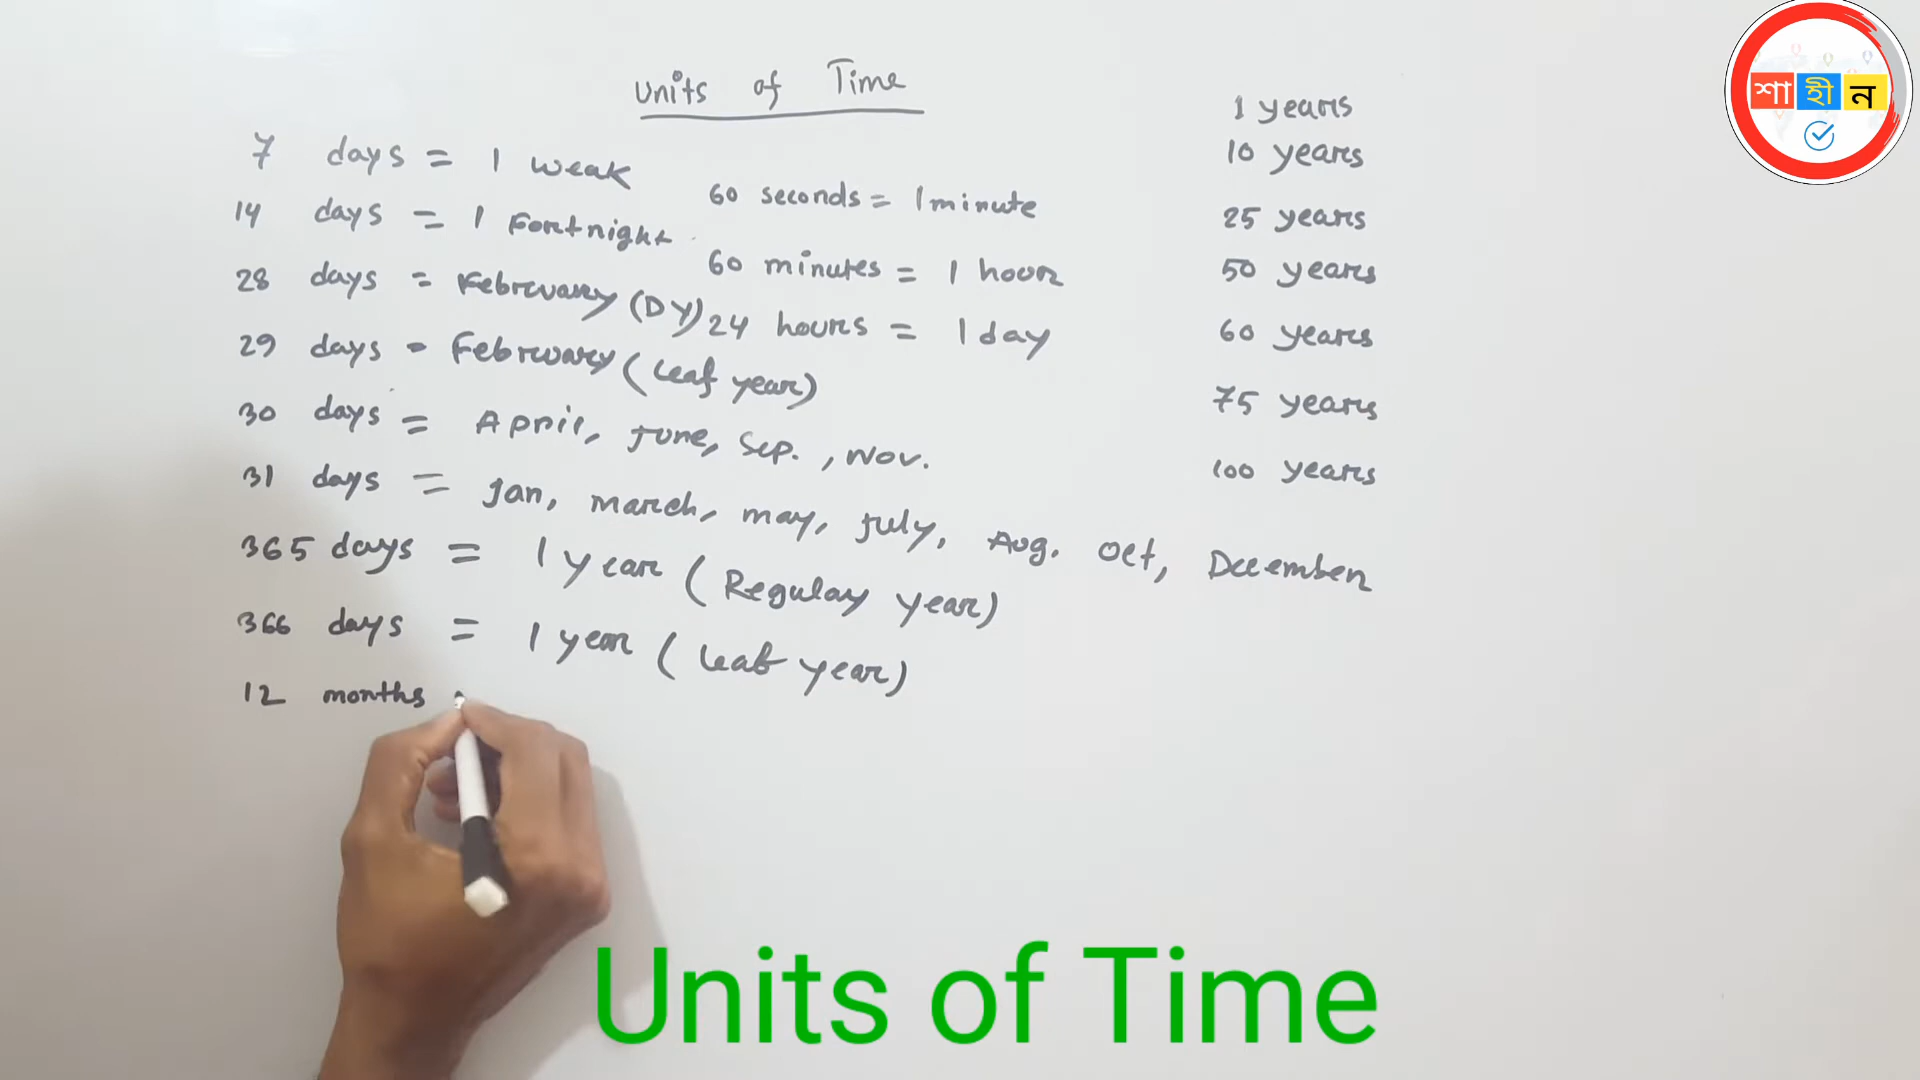 Units of Time
7 days = 1 weak
14 days = 1 Fortnight
28 days = February (DY)
29 days = February (Leaf year)
30 days = April, June, Sep., Nov.
31 days = Jan, march, may, July, Aug. Oct, December
365 days = 1 year (Regulay year)
366 days = 1 year (Leaf year)
12 months
60 seconds = 1 minute
60 minutes = 1 hour
24 hours = 1 day
1 years
10 years
25 years
50 years
60 years
75 years
100 years
শাহীন
Units of Time